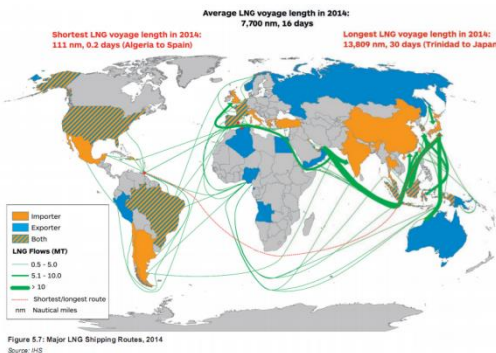 Average LNG voyage length in 2014:
7,700 nm, 16 days
Shortest LNG voyage length in 2014:
111 nm, 0.2 days (Algeria to Spain)
Longest LNG voyage length in 2014:
13,809 nm, 30 days (Trinidad to Japan
Importer
Exporter
Both
LNG Flows (MT)
0.5 - 5.0
5.1 - 10.0
> 10
Shortest/longest route
nm Nautical miles
Figure 5.7: Major LNG Shipping Routes, 2014
Source: IHS